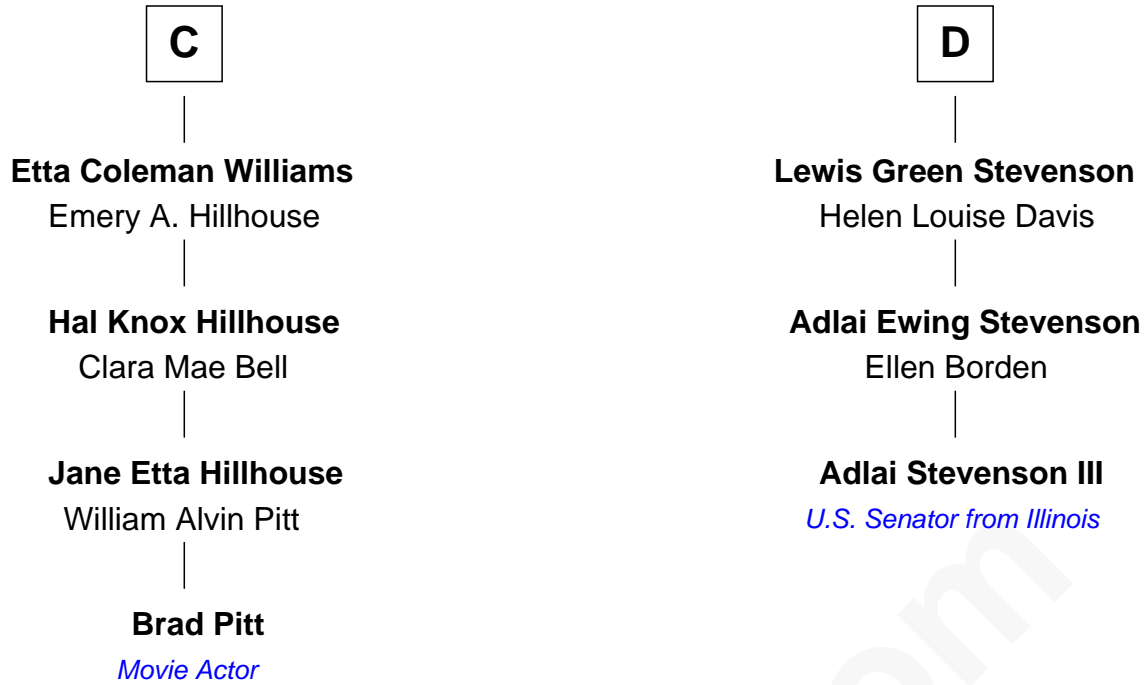 C
Etta Coleman Williams
Emery A. Hillhouse
Hal Knox Hillhouse
Clara Mae Bell
Jane Etta Hillhouse
William Alvin Pitt
Brad Pitt
Movie Actor
D
Lewis Green Stevenson
Helen Louise Davis
Adlai Ewing Stevenson
Ellen Borden
Adlai Stevenson III
U.S. Senator from Illinois
om